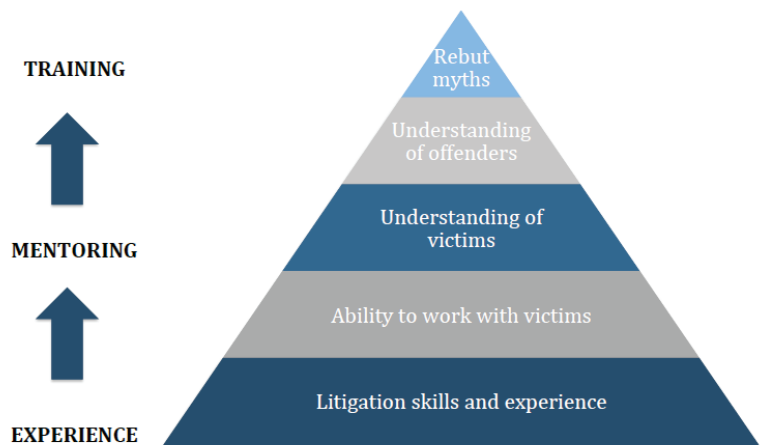 TRAINING
MENTORING
EXPERIENCE
Rebut
myths
Understanding
of offenders
Understanding of
victims
Ability to work with victims
Litigation skills and experience